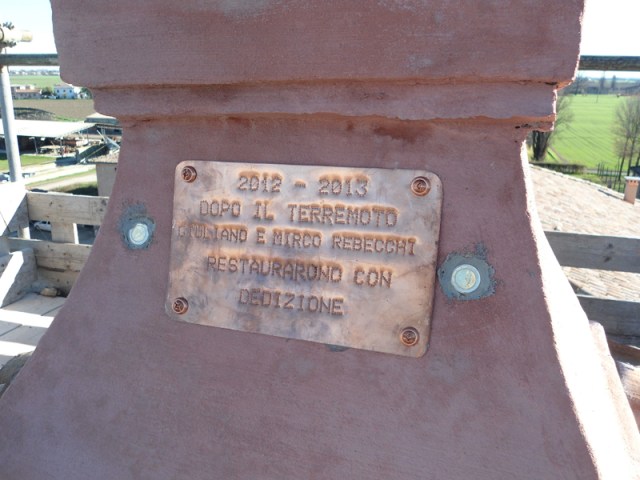 2012 - 2013
DOPO IL TERREMOTO
GIULIANO E MIRCO REBECCHI
RESTAURARONO CON
DEDIZIONE